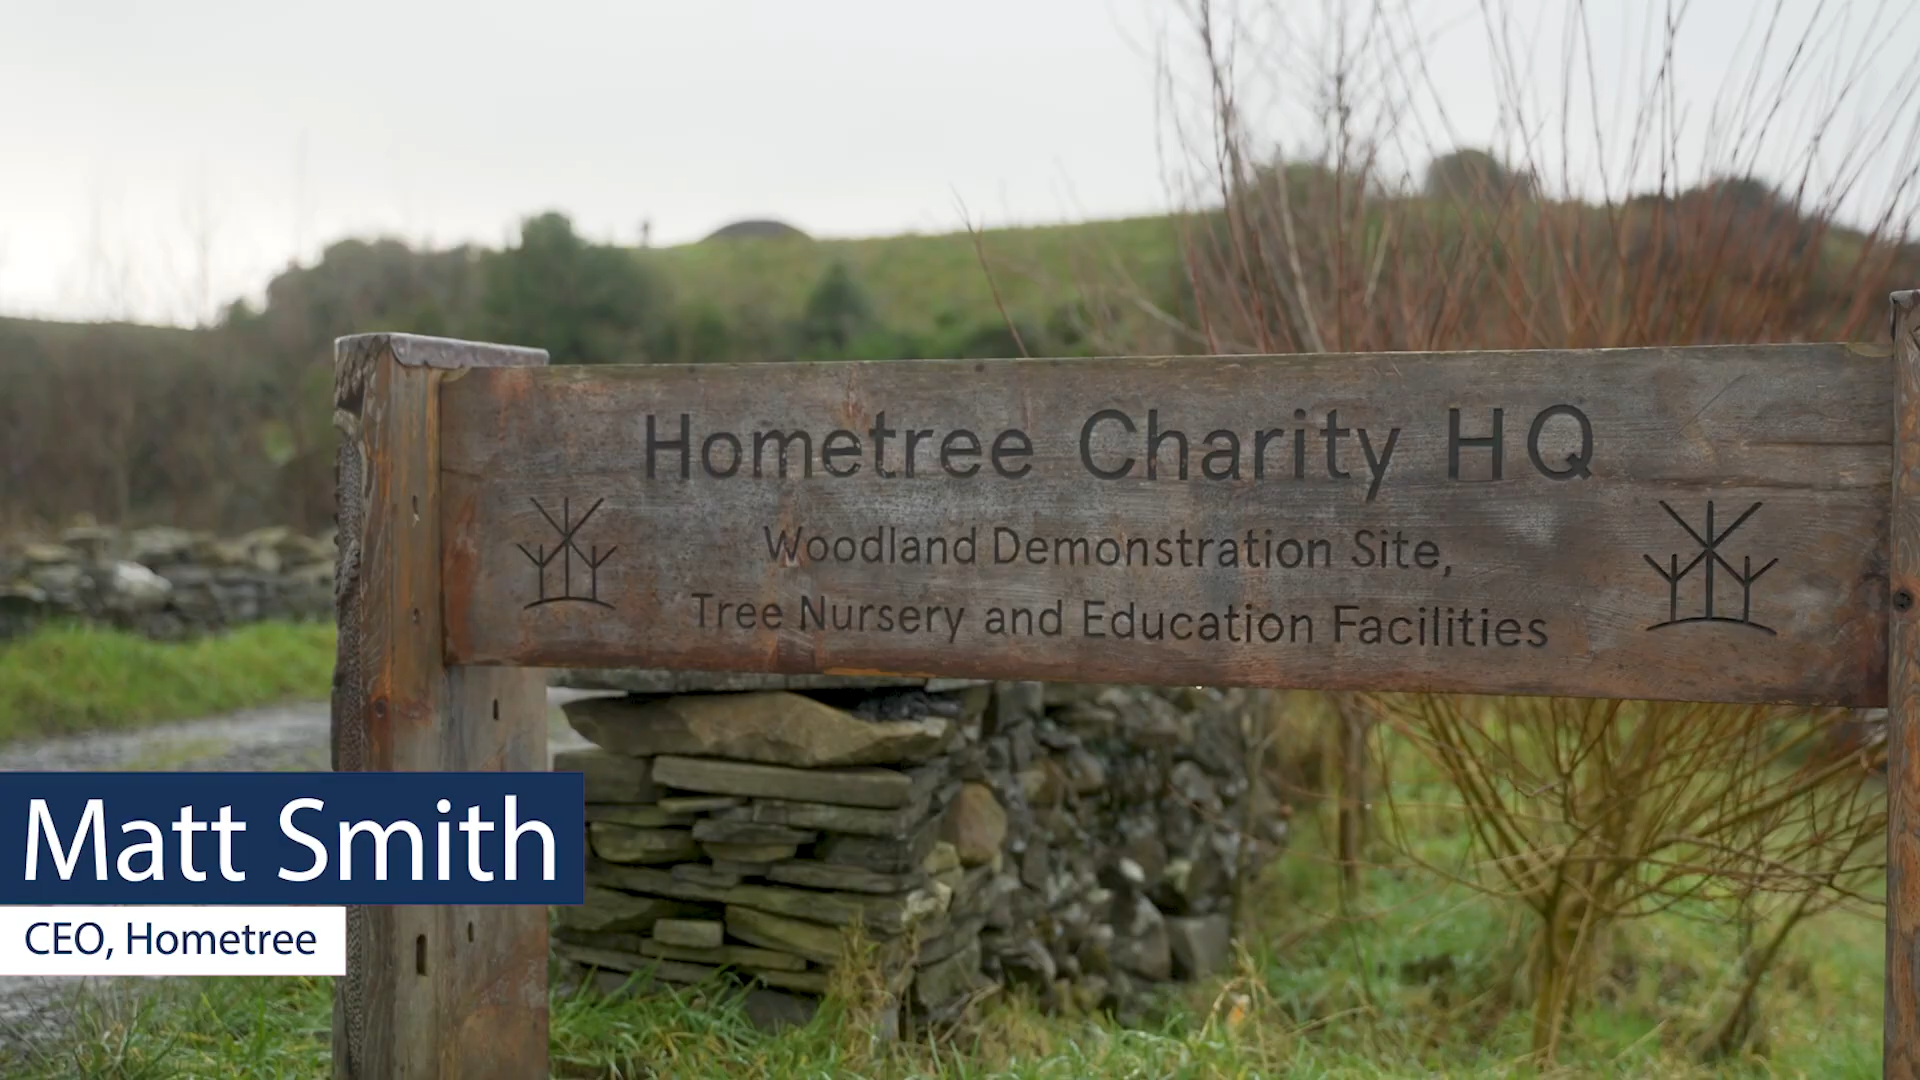 Hometree Charity HQ
Woodland Demonstration Site,
Tree Nursery and Education Facilities
Matt Smith
CEO, Hometree